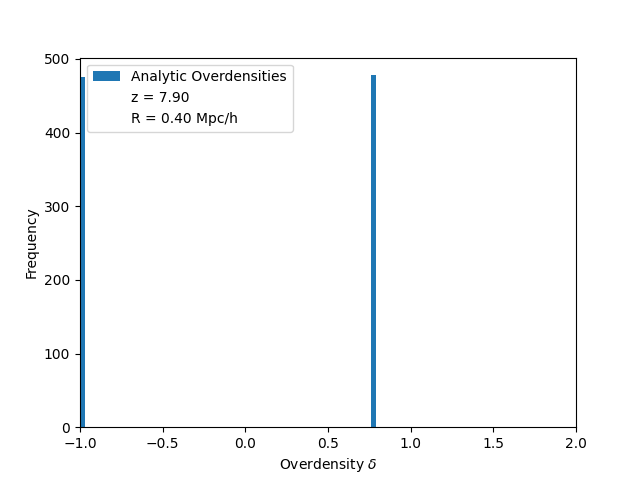 500
400
300
200
100
0
Frequency
Analytic Overdensities
z = 7.90
R = 0.40 Mpc/h
−1.0 −0.5 0.0 0.5 1.0 1.5 2.0
Overdensity δ